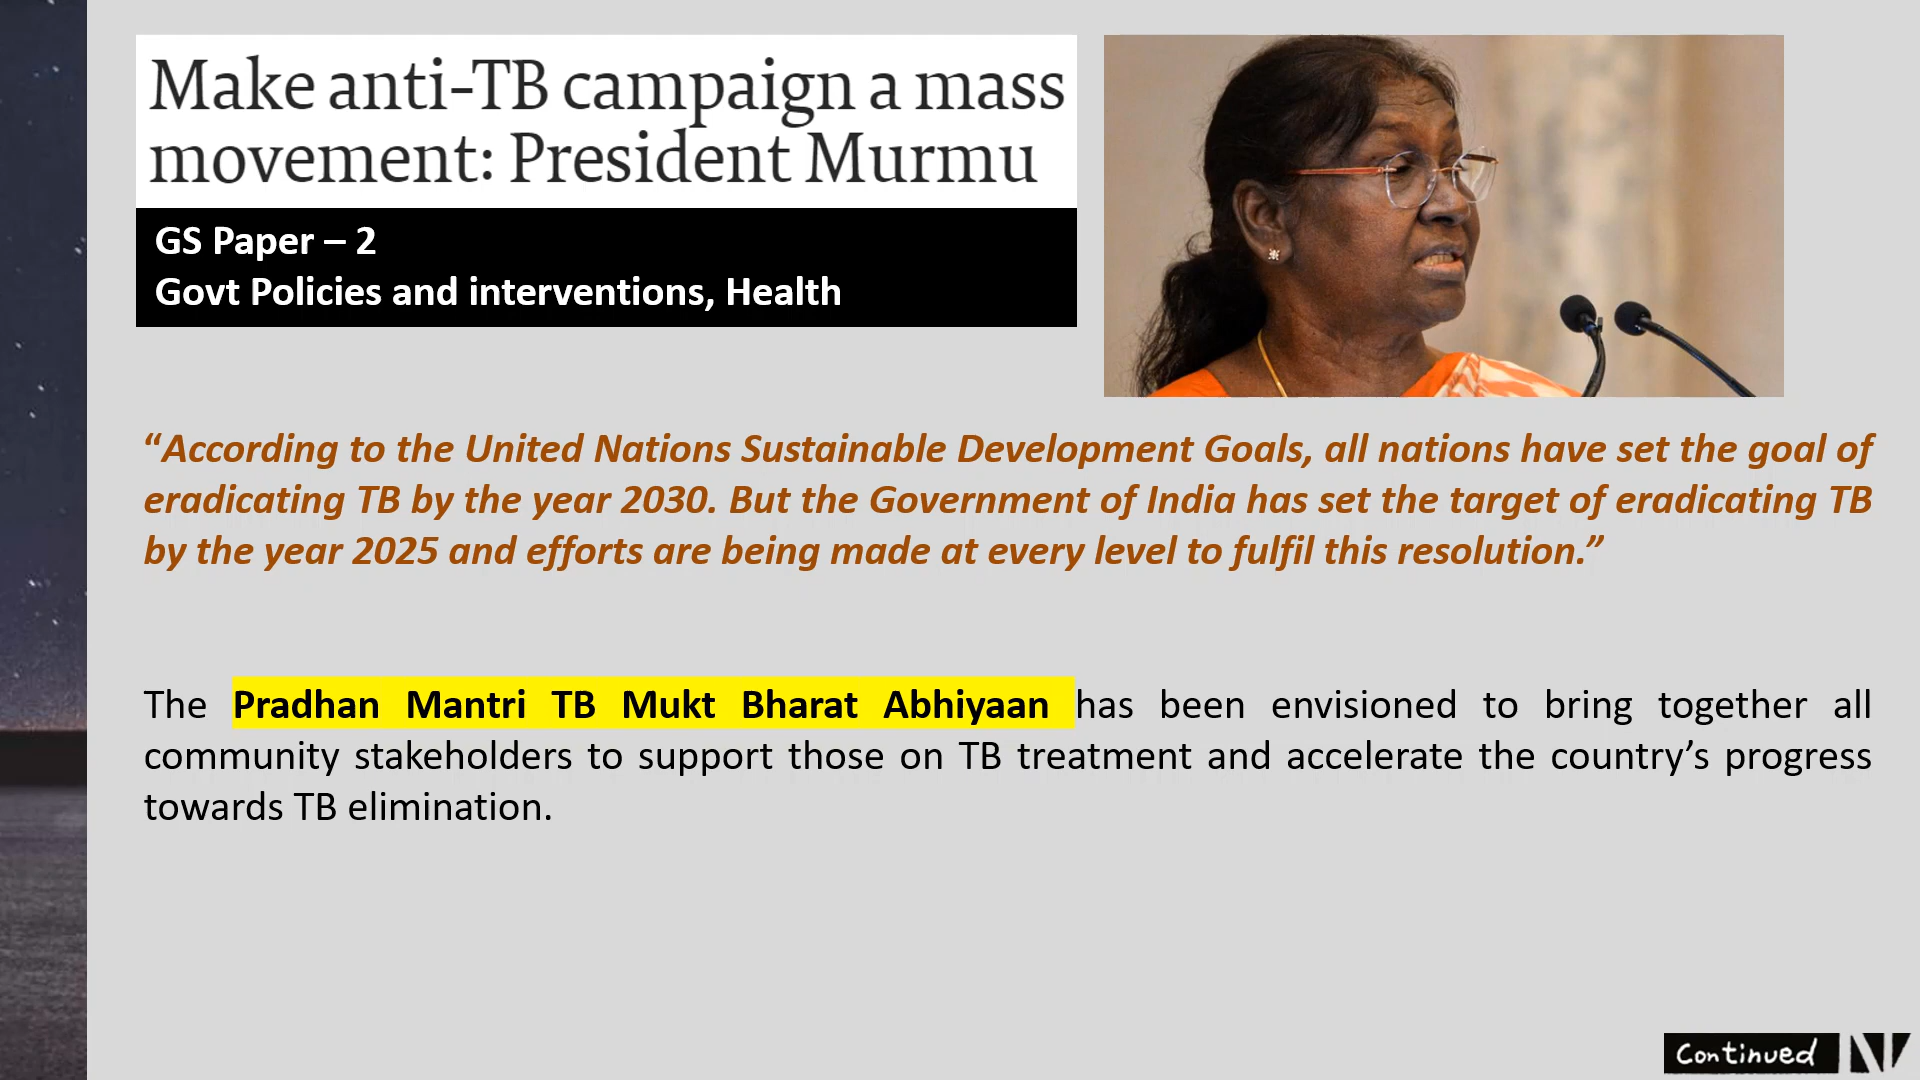 Make anti-TB campaign a mass
movement: President Murmu
GS Paper – 2
Govt Policies and interventions, Health
“According to the United Nations Sustainable Development Goals, all nations have set the goal of
eradicating TB by the year 2030. But the Government of India has set the target of eradicating TB
by the year 2025 and efforts are being made at every level to fulfil this resolution.”
The Pradhan Mantri TB Mukt Bharat Abhiyaan has been envisioned to bring together all
community stakeholders to support those on TB treatment and accelerate the country’s progress
towards TB elimination.
Continued